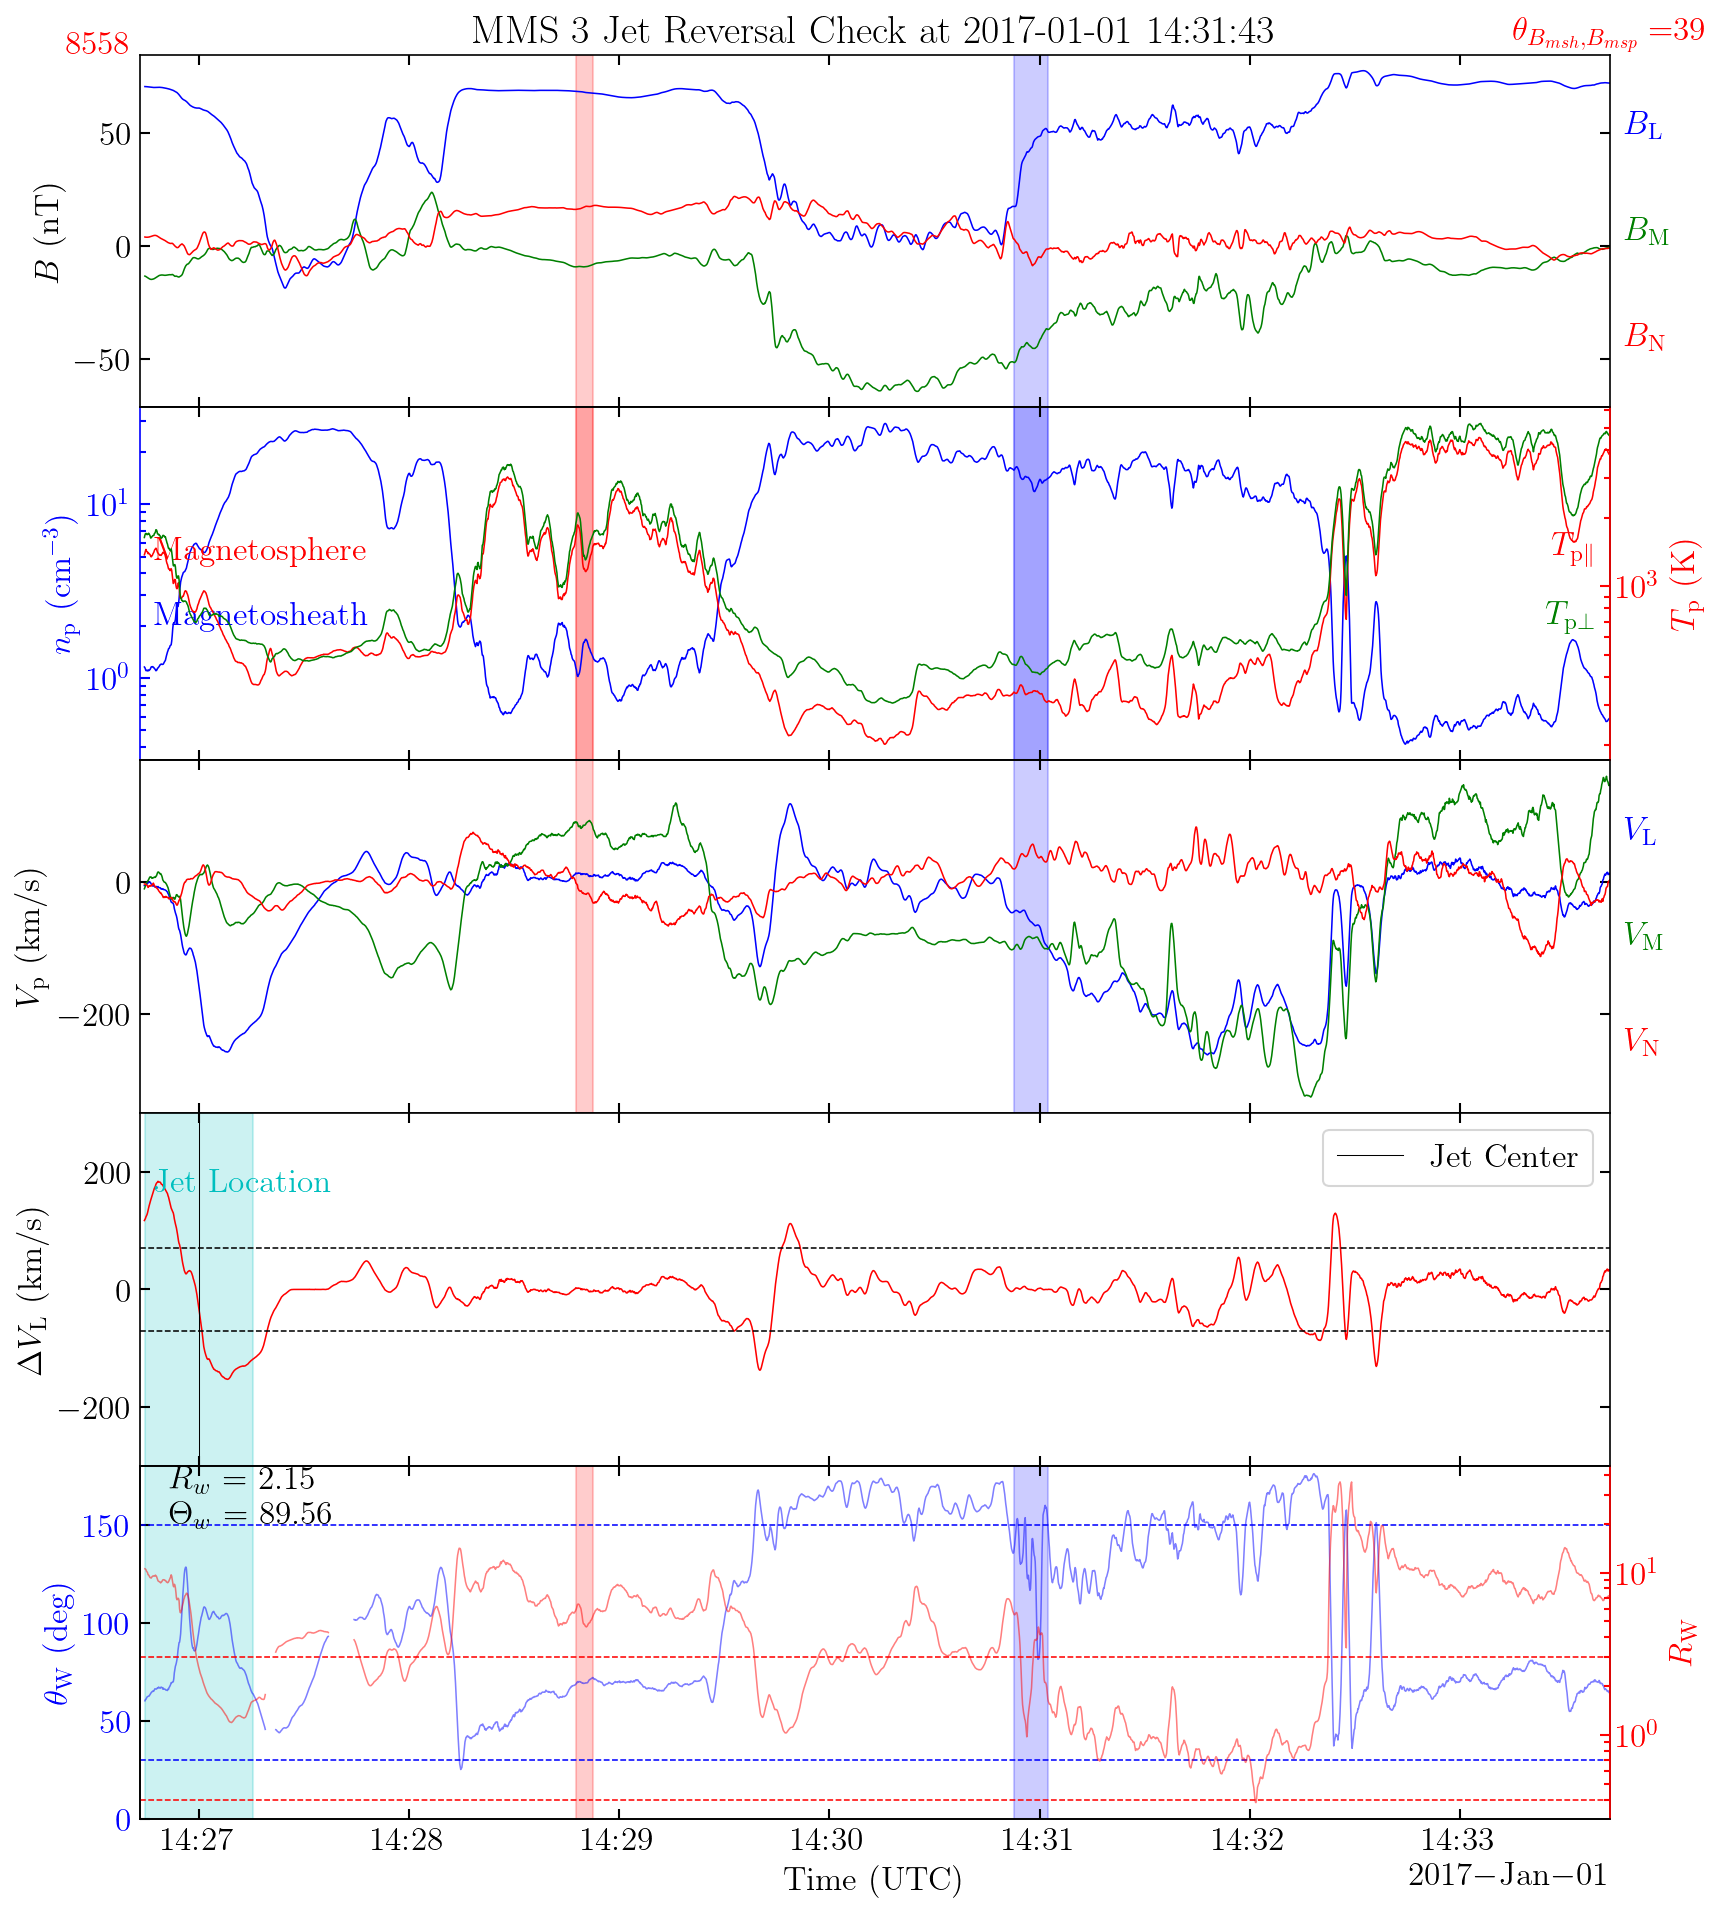 MMS 3 Jet Reversal Check at 2017-01-01 14:31:43
8558
θ_{B_{msh},B_{msp}} =39
50
0
−50
B (nT)
B_L
B_M
B_N
10^1
10^0
n_p (cm^{−3})
Magnetosphere
Magnetosheath
T_{p∥}
T_{p⊥}
10^3
T_p (K)
0
−200
V_p (km/s)
V_L
V_M
V_N
200
0
−200
ΔV_L (km/s)
Jet Location
Jet Center
R_w = 2.15
Θ_w = 89.56
150
100
50
0
θ_W (deg)
10^1
10^0
R_W
14:27 14:28 14:29 14:30 14:31 14:32 14:33
2017−Jan−01
Time (UTC)